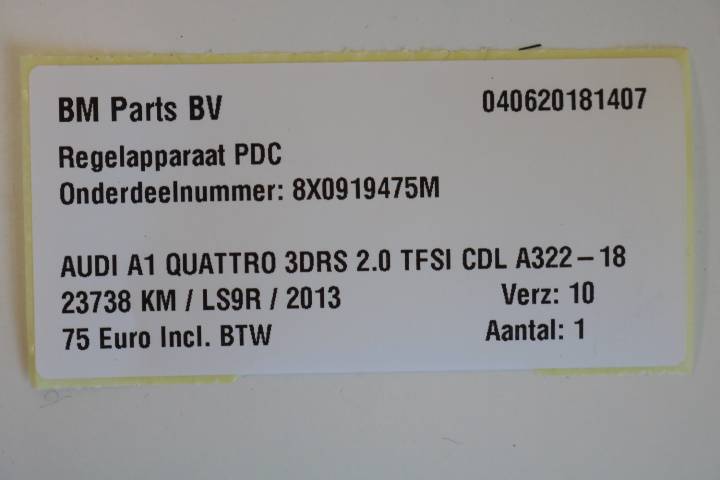 BM Parts BV 040620181407
Regelapparaat PDC
Onderdeelnummer: 8X0919475M
AUDI A1 QUATTRO 3DRS 2.0 TFSI CDL A322-18
23738 KM / LS9R / 2013 Verz: 10
75 Euro Incl. BTW Aantal: 1